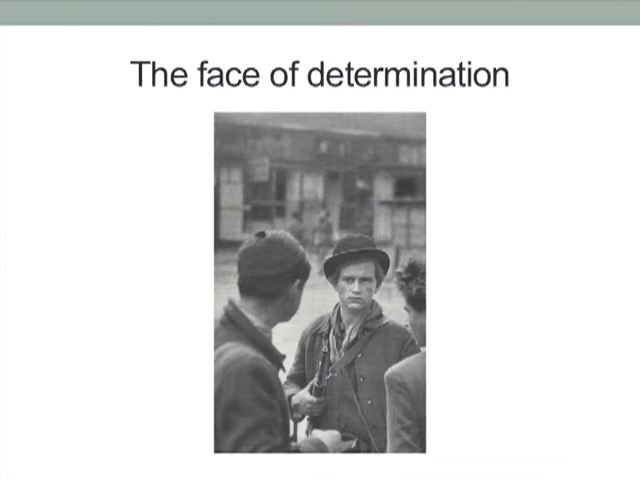 The face of determination